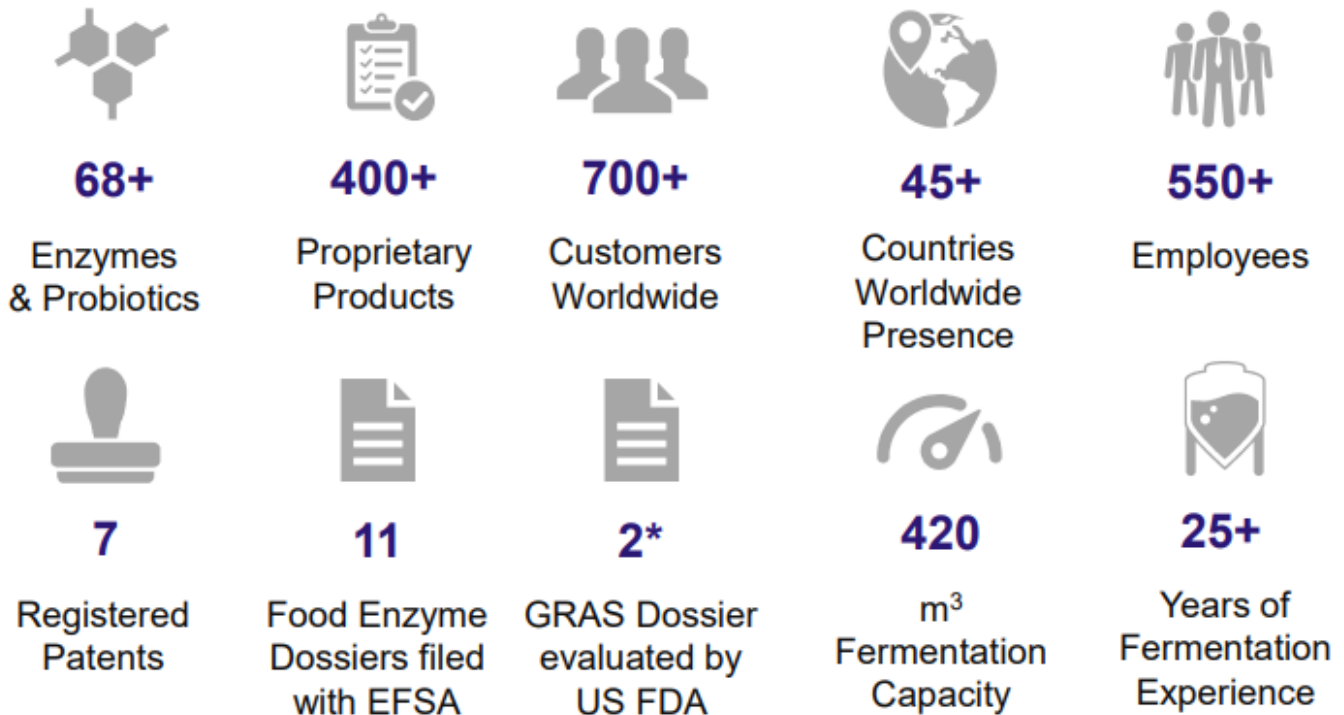 68+
Enzymes
& Probiotics
400+
Proprietary
Products
700+
Customers
Worldwide
45+
Countries
Worldwide
Presence
550+
Employees
7
Registered
Patents
11
Food Enzyme
Dossiers filed
with EFSA
2*
GRAS Dossier
evaluated by
US FDA
420
m³
Fermentation
Capacity
25+
Years of
Fermentation
Experience